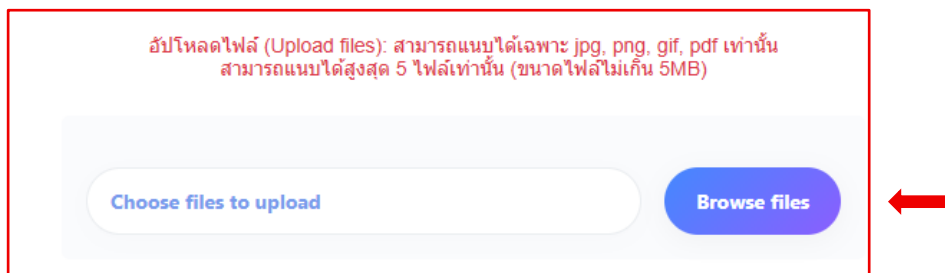 อัปโหลดไฟล์ (Upload files): สามารถแนบได้เฉพาะ jpg, png, gif, pdf เท่านั้น
สามารถแนบได้สูงสุด 5 ไฟล์เท่านั้น (ขนาดไฟล์ไม่เกิน 5MB)
Choose files to upload
Browse files